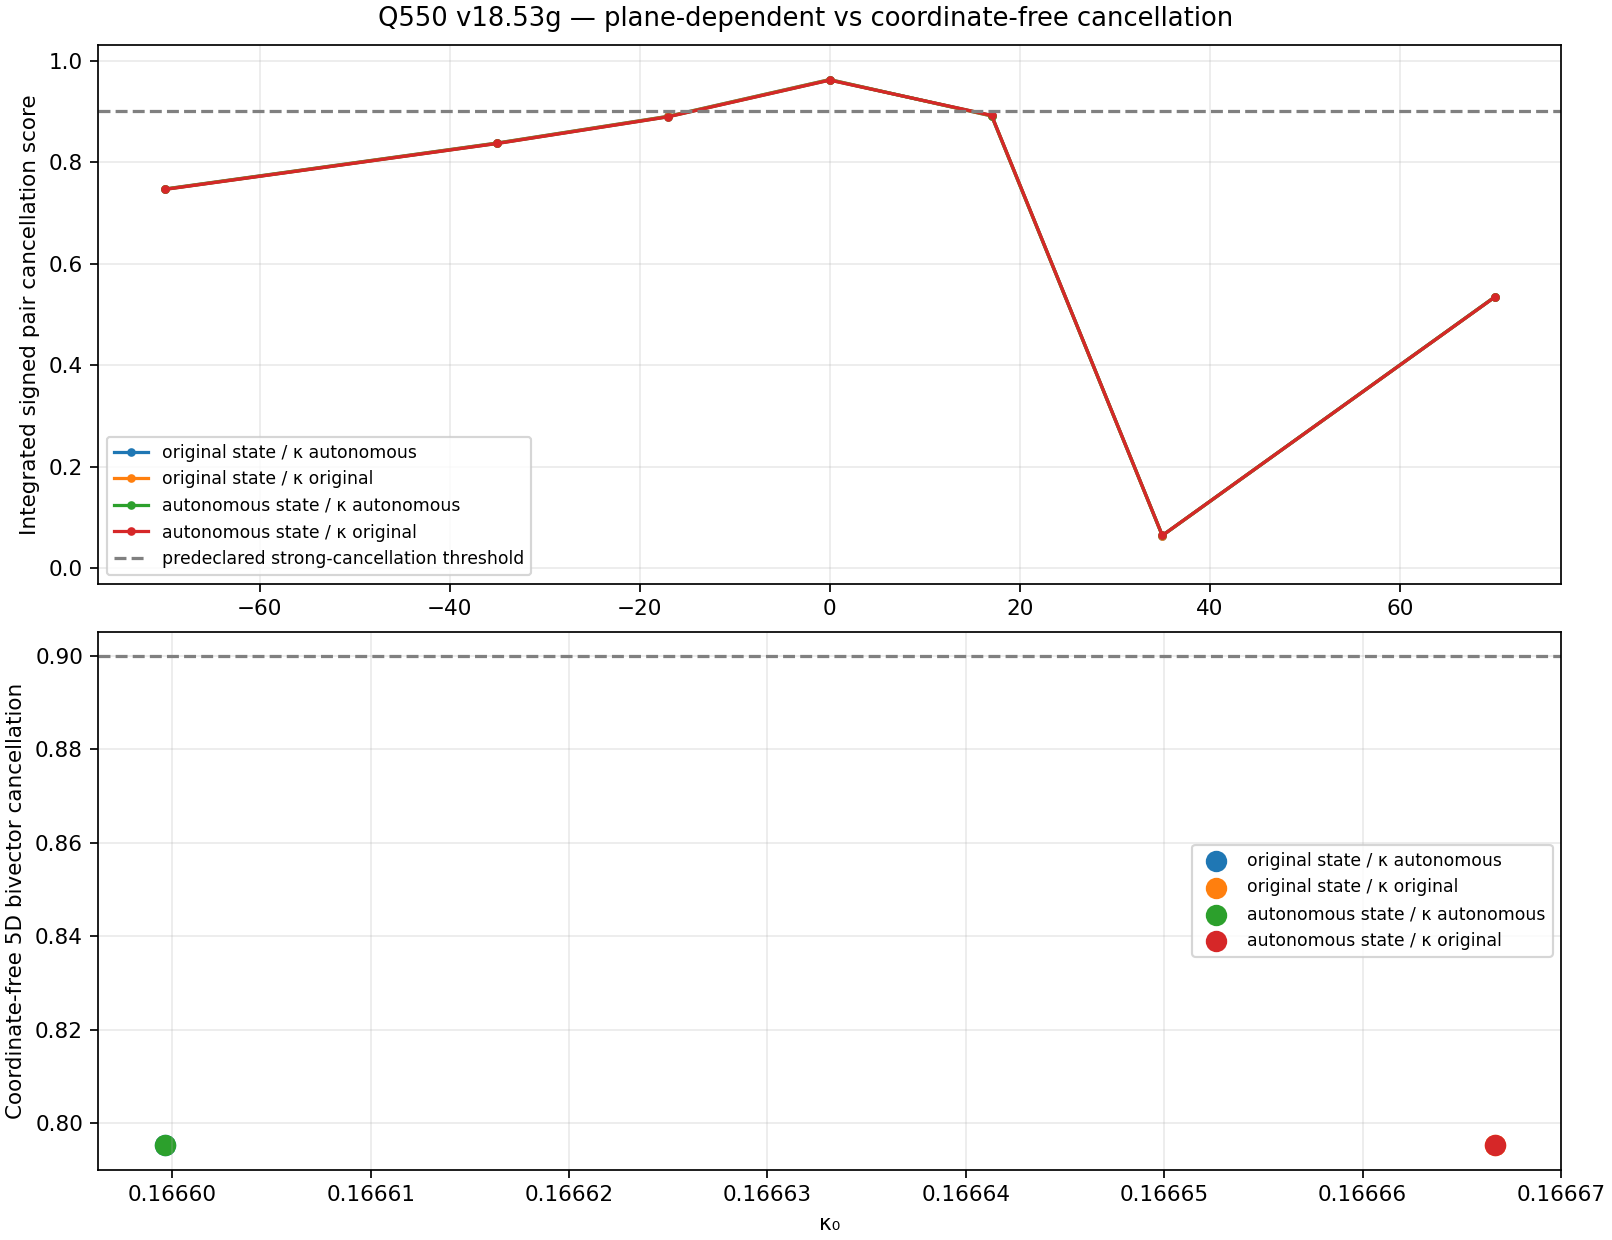 Q550 v18.53g — plane-dependent vs coordinate-free cancellation
Integrated signed pair cancellation score
1.0
0.8
0.6
0.4
0.2
0.0
original state / κ autonomous
original state / κ original
autonomous state / κ autonomous
autonomous state / κ original
predeclared strong-cancellation threshold
−60
−40
−20
0
20
40
60
Coordinate-free 5D bivector cancellation
0.90
0.88
0.86
0.84
0.82
0.80
original state / κ autonomous
original state / κ original
autonomous state / κ autonomous
autonomous state / κ original
0.16660
0.16661
0.16662
0.16663
0.16664
0.16665
0.16666
0.16667
κ₀